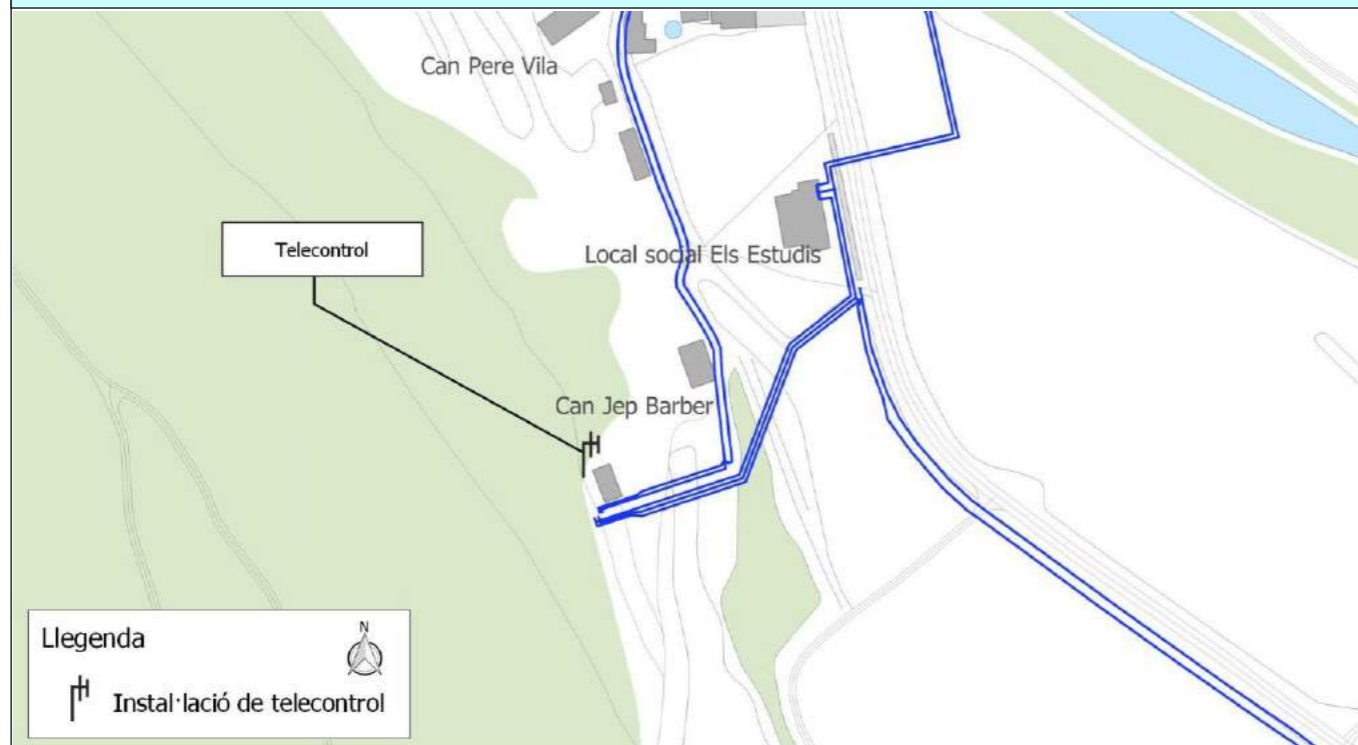 Can Pere Vila
Telecontrol
Local social Els Estudis
Can Jep Barber
Llegenda
N
Instal·lació de telecontrol